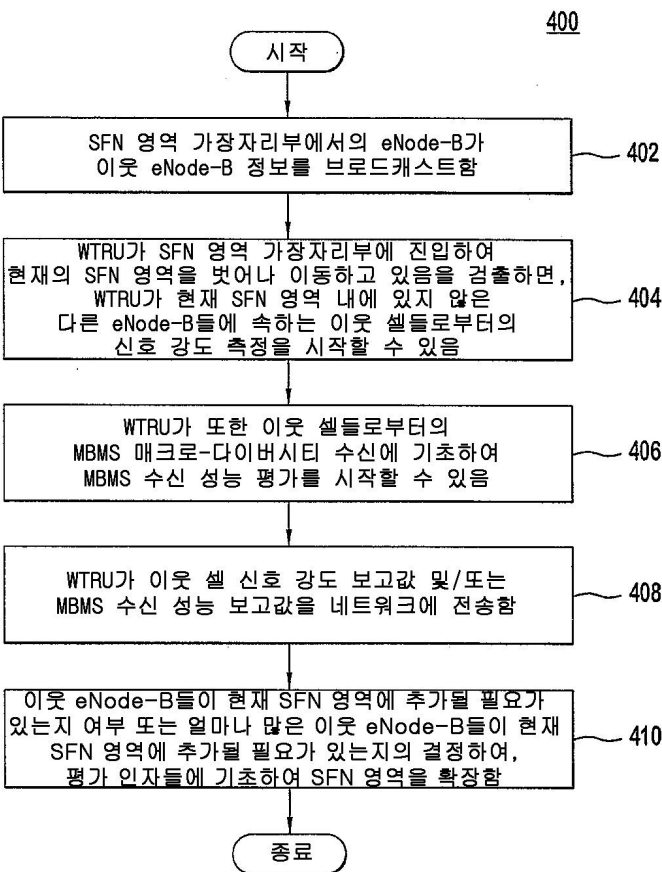 400
시작
SFN 영역 가장자리부에서의 eNode-B가
이웃 eNode-B 정보를 브로드캐스트함
402
WTRU가 SFN 영역 가장자리부에 진입하여
현재의 SFN 영역을 벗어나 이동하고 있음을 검출하면,
WTRU가 현재 SFN 영역 내에 있지 않은
다른 eNode-B들에 속하는 이웃 셀들로부터의
신호 강도 측정을 시작할 수 있음
404
WTRU가 또한 이웃 셀들로부터의
MBMS 매크로-다이버시티 수신에 기초하여
MBMS 수신 성능 평가를 시작할 수 있음
406
WTRU가 이웃 셀 신호 강도 보고값 및/또는
MBMS 수신 성능 보고값을 네트워크에 전송함
408
이웃 eNode-B들이 현재 SFN 영역에 추가될 필요가
있는지 여부 또는 얼마나 많은 이웃 eNode-B들이 현재
SFN 영역에 추가될 필요가 있는지의 결정하여,
평가 인자들에 기초하여 SFN 영역을 확장함
410
종료